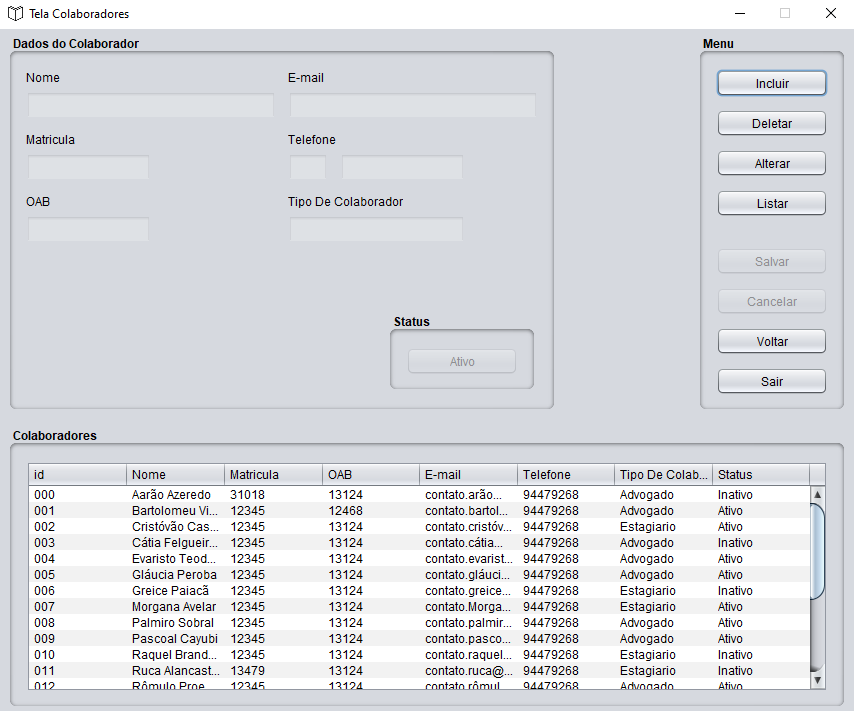 Tela Colaboradores
Dados do Colaborador
Menu
Nome E-mail
Incluir
Deletar
Matricula Telefone
Alterar
OAB Tipo De Colaborador
Listar
Salvar
Cancelar
Status
Voltar
Ativo
Sair
Colaboradores
id Nome Matricula OAB E-mail Telefone Tipo De Colab... Status
000 Aarão Azeredo 31018 13124 contato.arão... 94479268 Advogado Inativo
001 Bartolomeu Vi... 12345 12468 contato.bartol... 94479268 Advogado Ativo
002 Cristóvão Cas... 12345 13124 contato.cristóv... 94479268 Estagiario Ativo
003 Cátia Felgueir... 12345 13124 contato.cátia... 94479268 Advogado Inativo
004 Evaristo Teod... 12345 13124 contato.evarist... 94479268 Advogado Ativo
005 Gláucia Peroba 12345 13124 contato.gláuci... 94479268 Advogado Ativo
006 Greice Paiacã 12345 13124 contato.greice... 94479268 Estagiario Inativo
007 Morgana Avelar 12345 13124 contato.Morga... 94479268 Estagiario Ativo
008 Palmiro Sobral 12345 13124 contato.palmir... 94479268 Advogado Ativo
009 Pascoal Cayubi 12345 13124 contato.pasco... 94479268 Advogado Ativo
010 Raquel Brand... 12345 13124 contato.raquel... 94479268 Estagiario Inativo
011 Ruca Alancast... 13479 13124 contato.ruca@... 94479268 Estagiario Inativo
012 Rômulo Proe... 12345 13124 contato.rômul... 94479268 Advogado Ativo